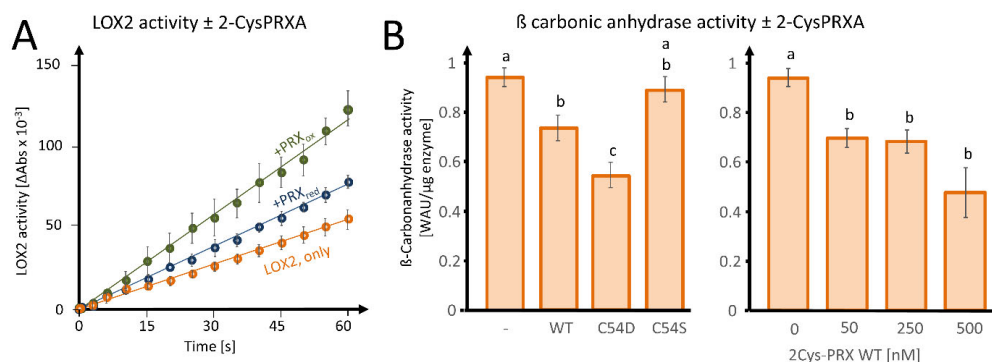 A
LOX2 activity ± 2-CysPRXA
LOX2 activity [ΔAbs x 10⁻³]
150
100
50
0
+PRXox
+PRXred
LOX2, only
0
15
30
45
60
Time [s]
B
ß carbonic anhydrase activity ± 2-CysPRXA
ß-Carbonanhydrase activity
[WAU/µg enzyme]
1
0.8
0.6
0.4
0.2
0
a
b
c
a
b
-
WT
C54D
C54S
1
0.8
0.6
0.4
0.2
0
a
b
b
b
0
50
250
500
2Cys-PRX WT [nM]